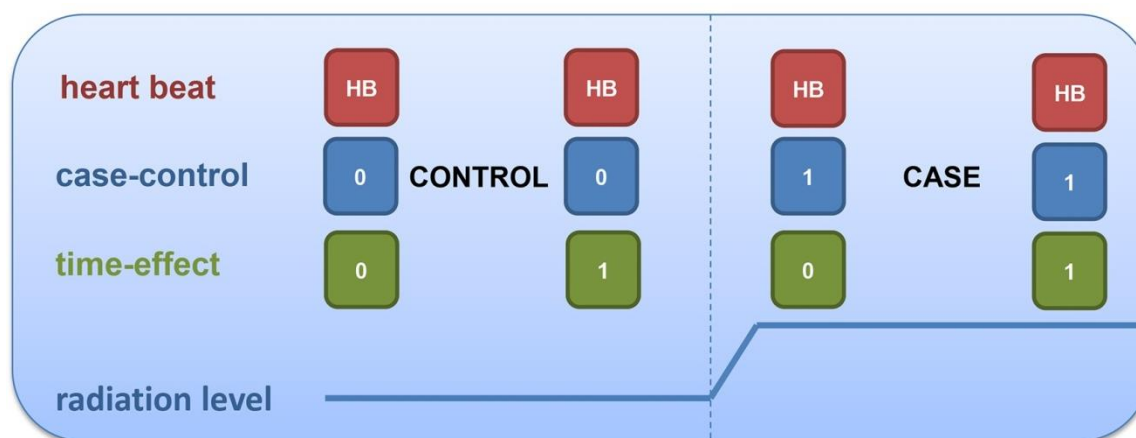 heart beat HB HB HB HB
case-control 0 CONTROL 0 1 CASE 1
time-effect 0 1 0 1
radiation level